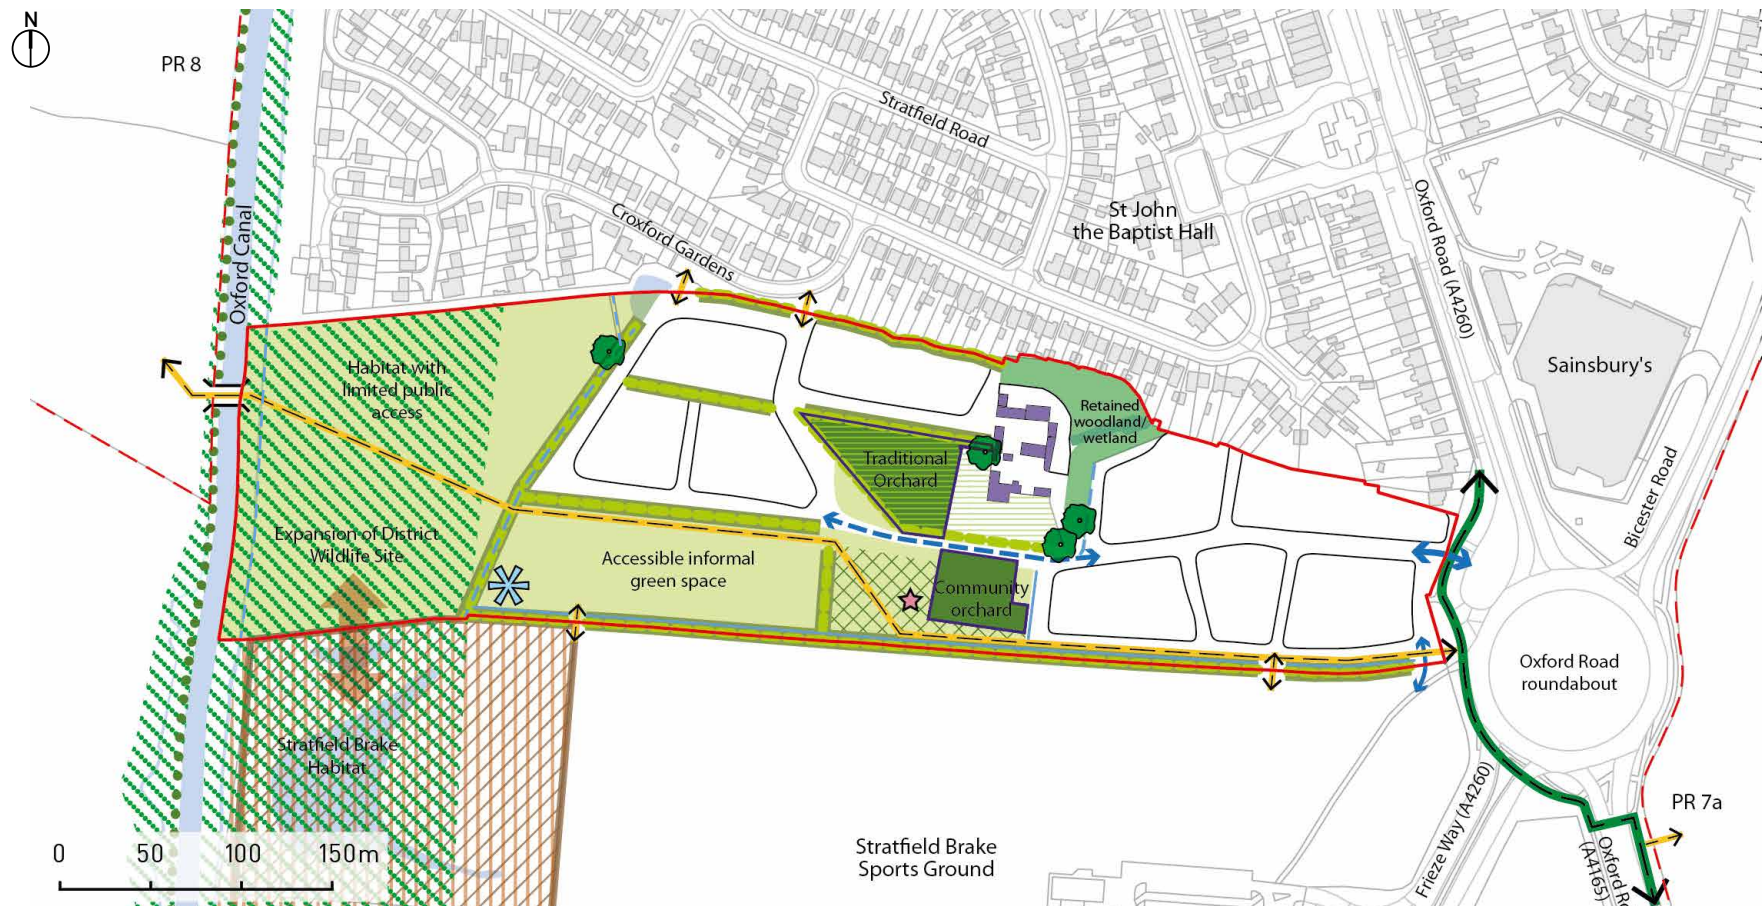 N
PR 8
Stratfield Road
Croxford Gardens
St John
the Baptist Hall
Oxford Canal
Oxford Road (A4260)
Sainsbury's
Habitat with
limited public
access
Retained
woodland/
wetland
Traditional
Orchard
Bicester Road
Expansion of District
Wildlife Site
Accessible informal
green space
Community
orchard
Oxford Road
roundabout
Stratfield Brake
Habitat
PR 7a
Frieze Way (A4260)
Stratfield Brake
Sports Ground
Oxford Ro
(A4165)
0 50 100 150m